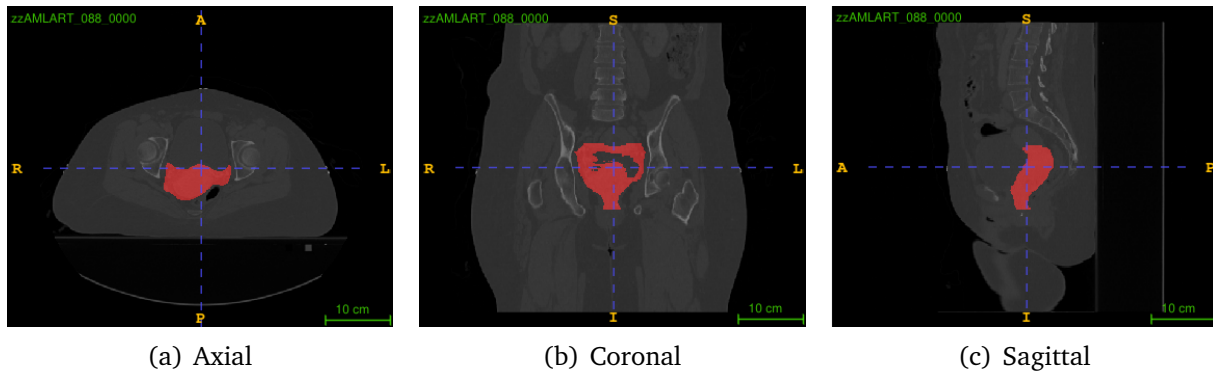 zzAMLART_088_0000
A
R
L
P
10 cm
zzAMLART_088_0000
S
R
L
I
10 cm
zzAMLART_088_0000
S
A
P
I
10 cm
(a) Axial
(b) Coronal
(c) Sagittal